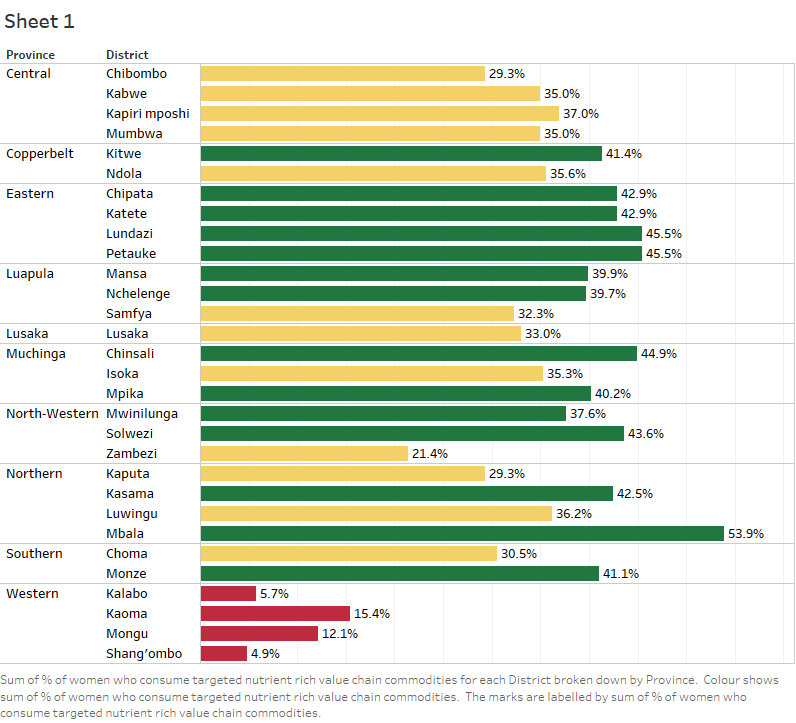 Sheet 1
Province District
Central Chibombo 29.3%
Kabwe 35.0%
Kapiri mposhi 37.0%
Mumbwa 35.0%
Copperbelt Kitwe 41.4%
Ndola 35.6%
Eastern Chipata 42.9%
Katete 42.9%
Lundazi 45.5%
Petauke 45.5%
Luapula Mansa 39.9%
Nchelenge 39.7%
Samfya 32.3%
Lusaka Lusaka 33.0%
Muchinga Chinsali 44.9%
Isoka 35.3%
Mpika 40.2%
North-Western Mwinilunga 37.6%
Solwezi 43.6%
Zambezi 21.4%
Northern Kaputa 29.3%
Kasama 42.5%
Luwingu 36.2%
Mbala 53.9%
Southern Choma 30.5%
Monze 41.1%
Western Kalabo 5.7%
Kaoma 15.4%
Mongu 12.1%
Shang’ombo 4.9%
Sum of % of women who consume targeted nutrient rich value chain commodities for each District broken down by Province. Colour shows
sum of % of women who consume targeted nutrient rich value chain commodities. The marks are labelled by sum of % of women who
consume targeted nutrient rich value chain commodities.